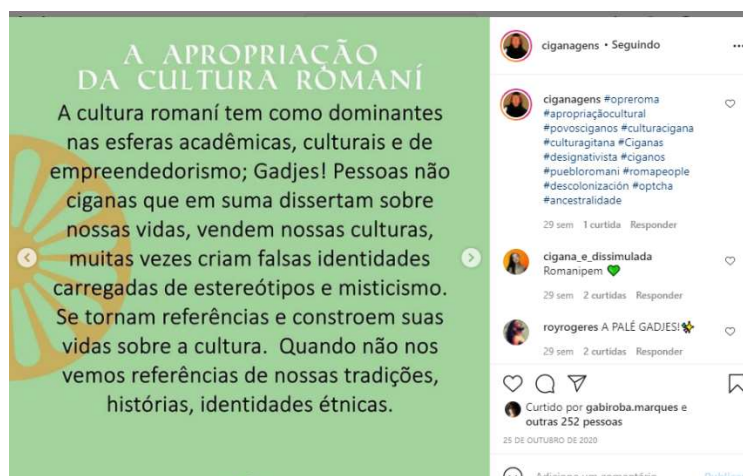 A APROPRIAÇÃO
DA CULTURA ROMANÍ
A cultura romaní tem como dominantes
nas esferas acadêmicas, culturais e de
empreendedorismo; Gadjes! Pessoas não
ciganas que em suma dissertam sobre
nossas vidas, vendem nossas culturas,
muitas vezes criam falsas identidades
carregadas de estereótipos e misticismo.
Se tornam referências e constroem suas
vidas sobre a cultura. Quando não nos
vemos referências de nossas tradições,
histórias, identidades étnicas.
ciganagens • Seguindo
ciganagens #opreroma
#apropriaçãocultural
#povosciganos #culturacigana
#culturagitana #Ciganas
#designativista #ciganos
#puebloromani #romapeople
#descolonización #optcha
#ancestralidade
29 sem 1 curtida Responder
cigana_e_dissimulada
Romanipem 💚
29 sem 2 curtidas Responder
royrogeres A PALÉ GADJES!
29 sem 2 curtidas Responder
Curtido por gabiroba.marques e
outras 252 pessoas
25 DE OUTUBRO DE 2020
Adicione um comentário